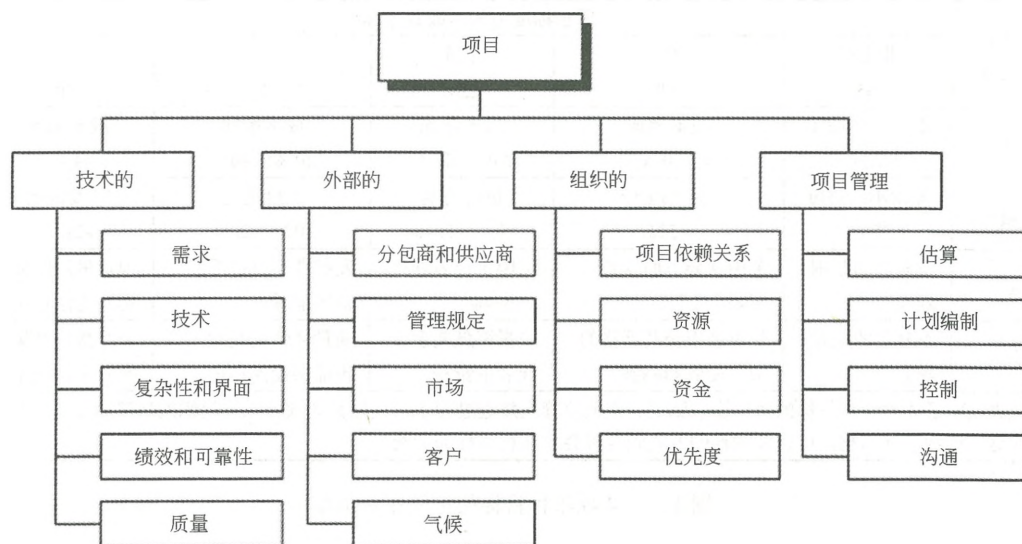 项目
技术的
外部的
组织的
项目管理
需求
分包商和供应商
项目依赖关系
估算
技术
管理规定
资源
计划编制
复杂性和界面
市场
资金
控制
绩效和可靠性
客户
优先度
沟通
质量
气候